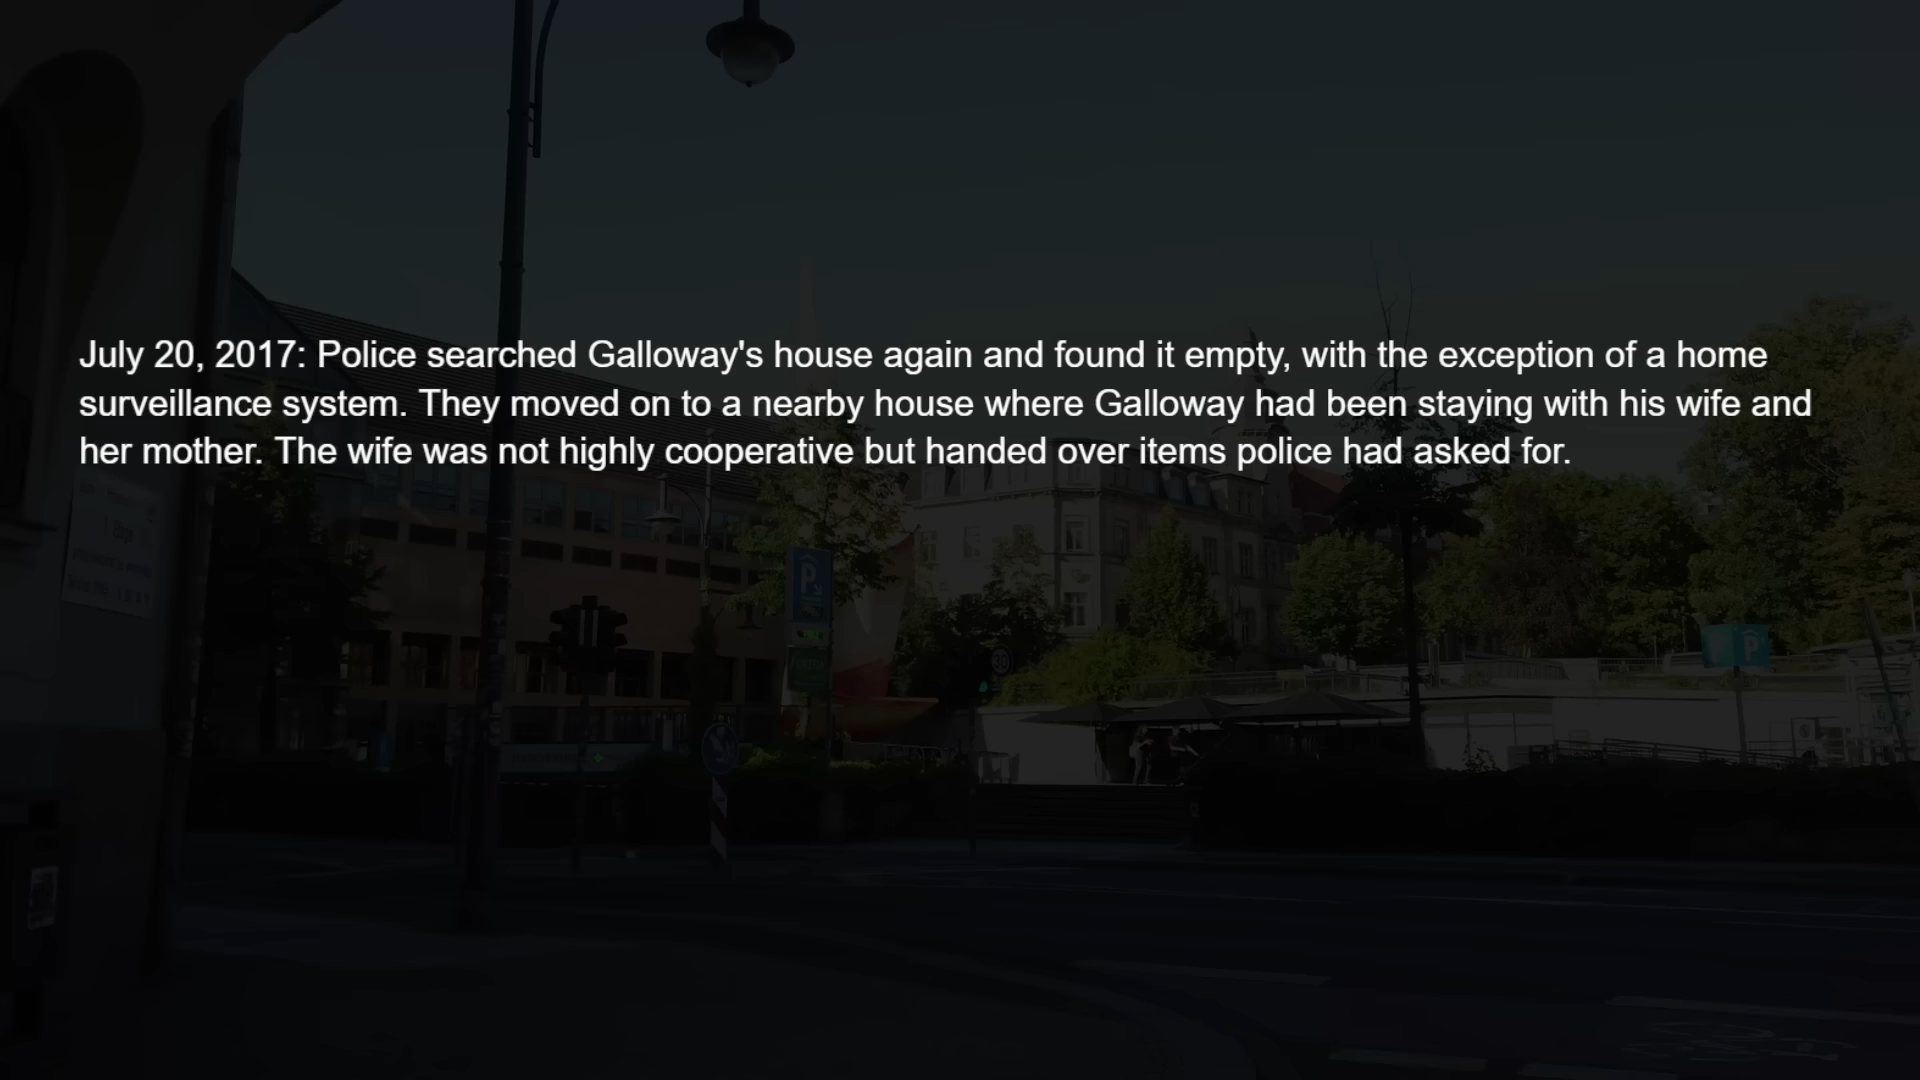 July 20, 2017: Police searched Galloway's house again and found it empty, with the exception of a home
surveillance system. They moved on to a nearby house where Galloway had been staying with his wife and
her mother. The wife was not highly cooperative but handed over items police had asked for.
P
30
P